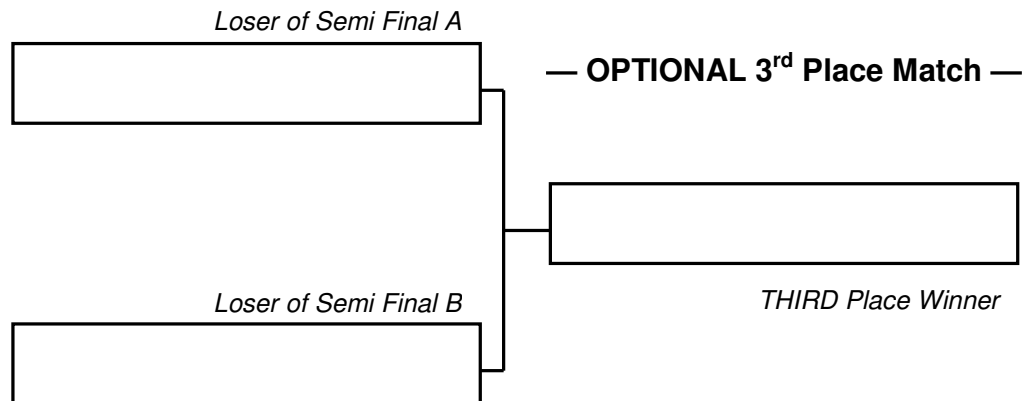 Loser of Semi Final A
— OPTIONAL 3rd Place Match —
Loser of Semi Final B
THIRD Place Winner